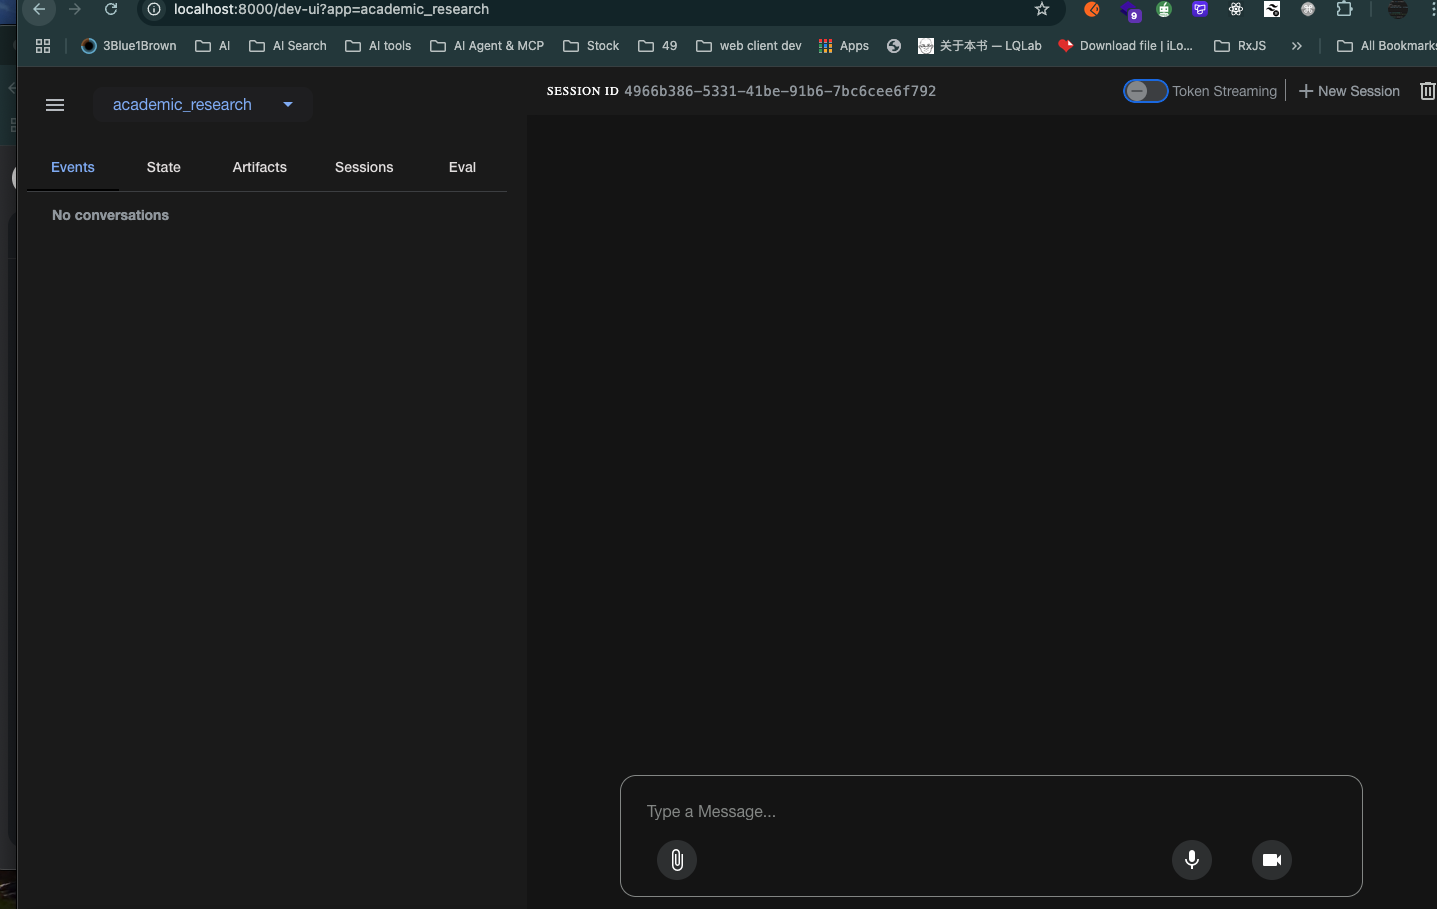 localhost:8000/dev-ui?app=academic_research
9
3Blue1Brown AI AI Search AI tools AI Agent & MCP Stock 49 web client dev Apps 关于本书 — LQLab Download file | iLo... RxJS » All Bookmarks
academic_research
SESSION ID 4966b386-5331-41be-91b6-7bc6cee6f792 Token Streaming New Session
Events State Artifacts Sessions Eval
No conversations
Type a Message...